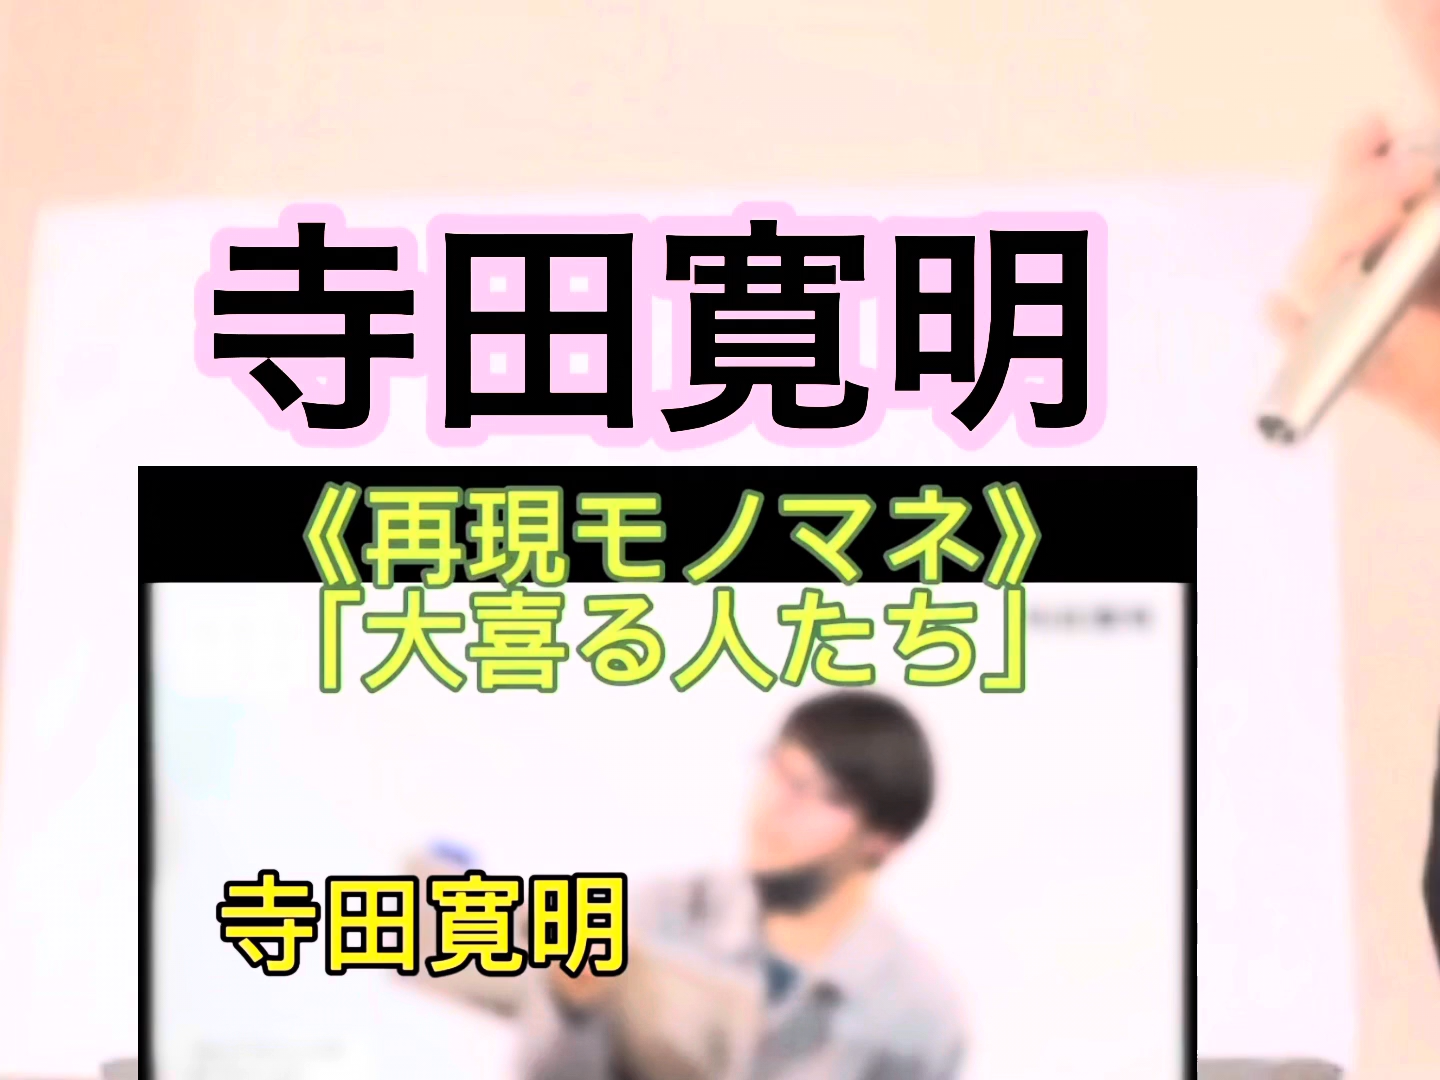 寺田寛明
《再現モノマネ》
「大喜る人たち」
寺田寛明